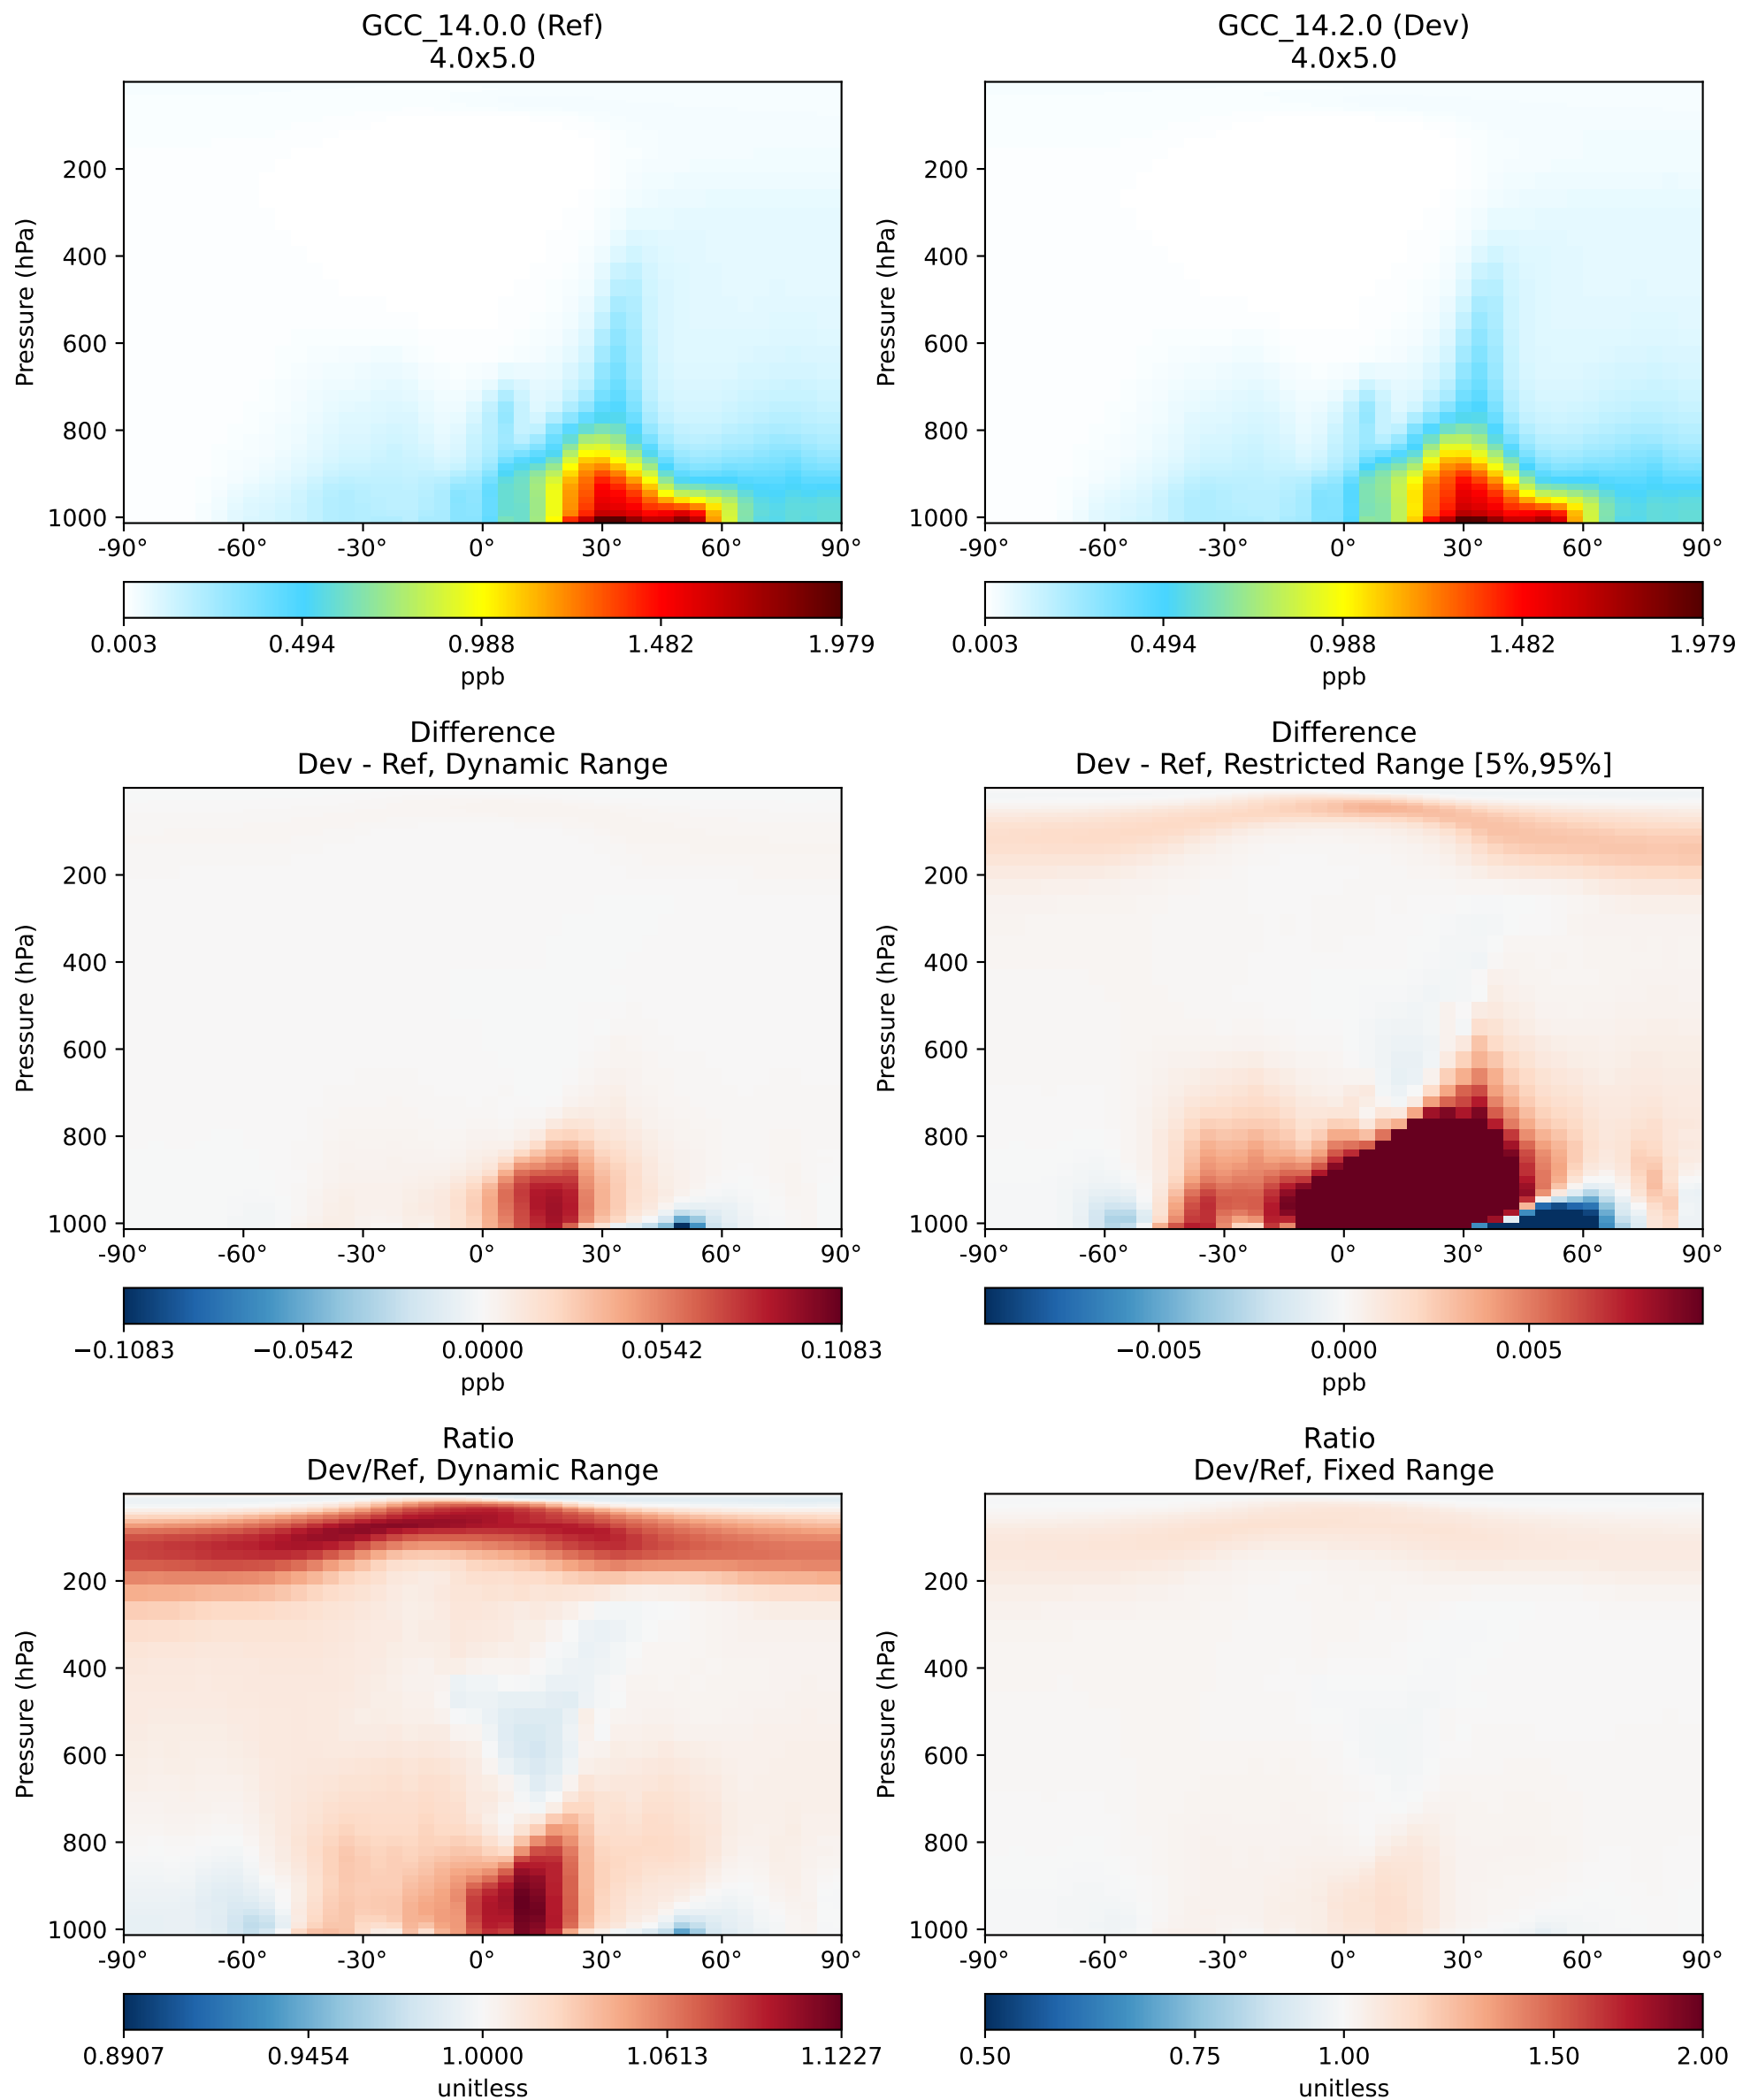 GCC_14.0.0 (Ref)
4.0x5.0
Pressure (hPa)
200
400
600
800
1000
-90° -60° -30° 0° 30° 60° 90°
0.003 0.494 0.988 1.482 1.979
ppb
GCC_14.2.0 (Dev)
4.0x5.0
Pressure (hPa)
200
400
600
800
1000
-90° -60° -30° 0° 30° 60° 90°
0.003 0.494 0.988 1.482 1.979
ppb
Difference
Dev - Ref, Dynamic Range
Pressure (hPa)
200
400
600
800
1000
-90° -60° -30° 0° 30° 60° 90°
−0.1083 −0.0542 0.0000 0.0542 0.1083
ppb
Difference
Dev - Ref, Restricted Range [5%,95%]
Pressure (hPa)
200
400
600
800
1000
-90° -60° -30° 0° 30° 60° 90°
−0.005 0.000 0.005
ppb
Ratio
Dev/Ref, Dynamic Range
Pressure (hPa)
200
400
600
800
1000
-90° -60° -30° 0° 30° 60° 90°
0.8907 0.9454 1.0000 1.0613 1.1227
unitless
Ratio
Dev/Ref, Fixed Range
Pressure (hPa)
200
400
600
800
1000
-90° -60° -30° 0° 30° 60° 90°
0.50 0.75 1.00 1.50 2.00
unitless